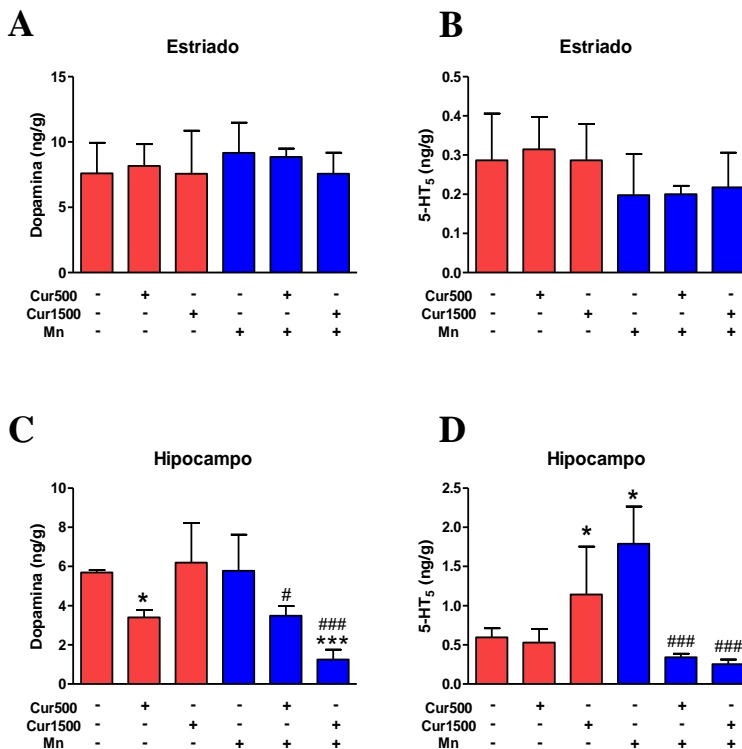 A
Estriado
Dopamina (ng/g)
15
10
5
0
Cur500 - + - - + -
Cur1500 - - + - - +
Mn - - - + + +
B
Estriado
5-HT₅ (ng/g)
0.5
0.4
0.3
0.2
0.1
0.0
Cur500 - + - - + -
Cur1500 - - + - - +
Mn - - - + + +
C
Hipocampo
Dopamina (ng/g)
10
8
6
4
2
0
*
#
###
***
Cur500 - + - - + -
Cur1500 - - + - - +
Mn - - - + + +
D
Hipocampo
5-HT₅ (ng/g)
2.5
2.0
1.5
1.0
0.5
0.0
*
*
###
###
Cur500 - + - - + -
Cur1500 - - + - - +
Mn - - - + + +